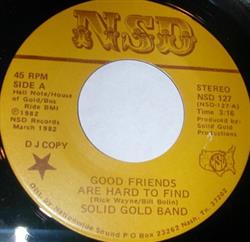 NSD
45 RPM
SIDE A
Hall Note/House
of Gold/Bus
Ride BMI
℗1982
NSD Records
March 1982
STEREO
NSD 127
(NSD-127-A)
Time 3:16
Produced by:
Solid Gold
Productions
DJ COPY
GOOD FRIENDS
ARE HARD TO FIND
(Rick Wayne/Bill Bolin)
SOLID GOLD BAND
Dist. by Nationwide Sound P O Box 23262 Nash. Tn. 37202